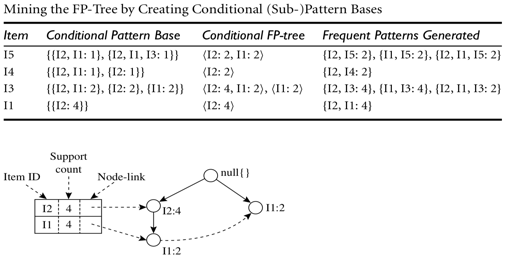 Mining the FP-Tree by Creating Conditional (Sub-)Pattern Bases
Item Conditional Pattern Base Conditional FP-tree Frequent Patterns Generated
I5 {{I2, I1: 1}, {I2, I1, I3: 1}} ⟨I2: 2, I1: 2⟩ {I2, I5: 2}, {I1, I5: 2}, {I2, I1, I5: 2}
I4 {{I2, I1: 1}, {I2: 1}} ⟨I2: 2⟩ {I2, I4: 2}
I3 {{I2, I1: 2}, {I2: 2}, {I1: 2}} ⟨I2: 4, I1: 2⟩, ⟨I1: 2⟩ {I2, I3: 4}, {I1, I3: 4}, {I2, I1, I3: 2}
I1 {{I2: 4}} ⟨I2: 4⟩ {I2, I1: 4}
Support
count
Item ID Node-link
null{}
I2 4
I2:4
I1:2
I1 4
I1:2